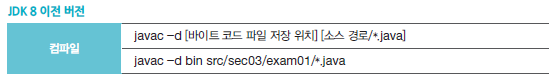 JDK 8 이전 버전
컴파일
javac –d [바이트 코드 파일 저장 위치] [소스 경로/*.java]
javac –d bin src/sec03/exam01/*.java